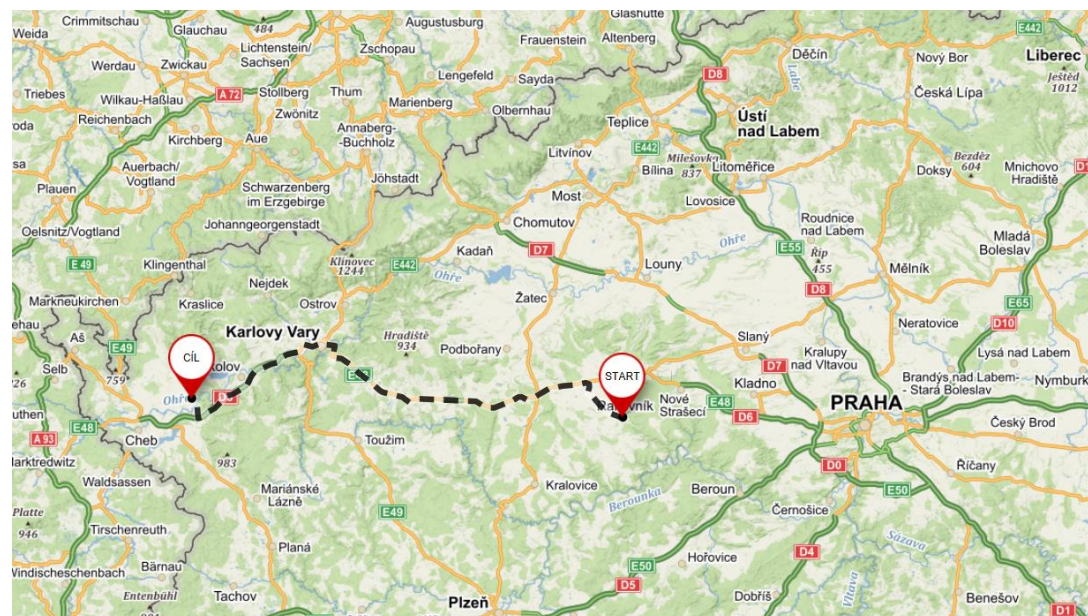 Crimmitschau
484
Augustusburg
Glashütte
E442
Weida
Glauchau
Lichtenstein/
Sachsen
Zschopau
Frauenstein
Altenberg
Děčín
Nový Bor
Liberec
Zwickau
D8
Labe
Ještěd
1012
Werdau
Lengefeld
Sayda
Triebes
A 72
Stollberg
Thum
Marienberg
Česká Lípa
Wilkau-Haßlau
Zwönitz
Olbernhau
Teplice
Ústí
nad Labem
Reichenbach
Kirchberg
Aue
Annaberg-
-Buchholz
Litvínov
E442
Milešovka
837
Litoměřice
Bezděz
604
Mnichovo
Hradiště
Auerbach/
Vogtland
Bílina
Doksy
Plauen
Schwarzenberg
im Erzgebirge
Jöhstadt
Most
Lovosice
Roudnice
nad Labem
Oelsnitz/Vogtland
Johanngeorgenstadt
Chomutov
Ohře
E55
Říp
455
Mladá
Boleslav
E 49
Klingenthal
Klínovec
1244
E442
Kadaň
D7
Louny
Mělník
Markneukirchen
Nejdek
Ohře
D8
E65
Kraslice
Ostrov
Žatec
D10
Aš
E49
Karlovy Vary
Hradiště
934
Podbořany
Slaný
Neratovice
Selb
759
CÍL
START
D7
Kralupy
nad Vltavou
Lysá nad Labem
Ohře
Kladno
Brandýs nad Labem-
-Stará Boleslav
Nymburk
Nové
Strašecí
E48
D6
PRAHA
E48
Cheb
A 93
Toužim
Český Brod
Marktredwitz
983
D0
Říčany
Waldsassen
Mariánské
Lázně
Kralovice
Berounka
Beroun
E50
Platte
946
Černošice
Tirschenreuth
E49
Planá
D4
Sázava
E50
Hořovice
Windischeschenbach
Bärnau
Entenbühl
901
Tachov
Plzeň
D5
Dobříš
Vltava
Benešov
D1